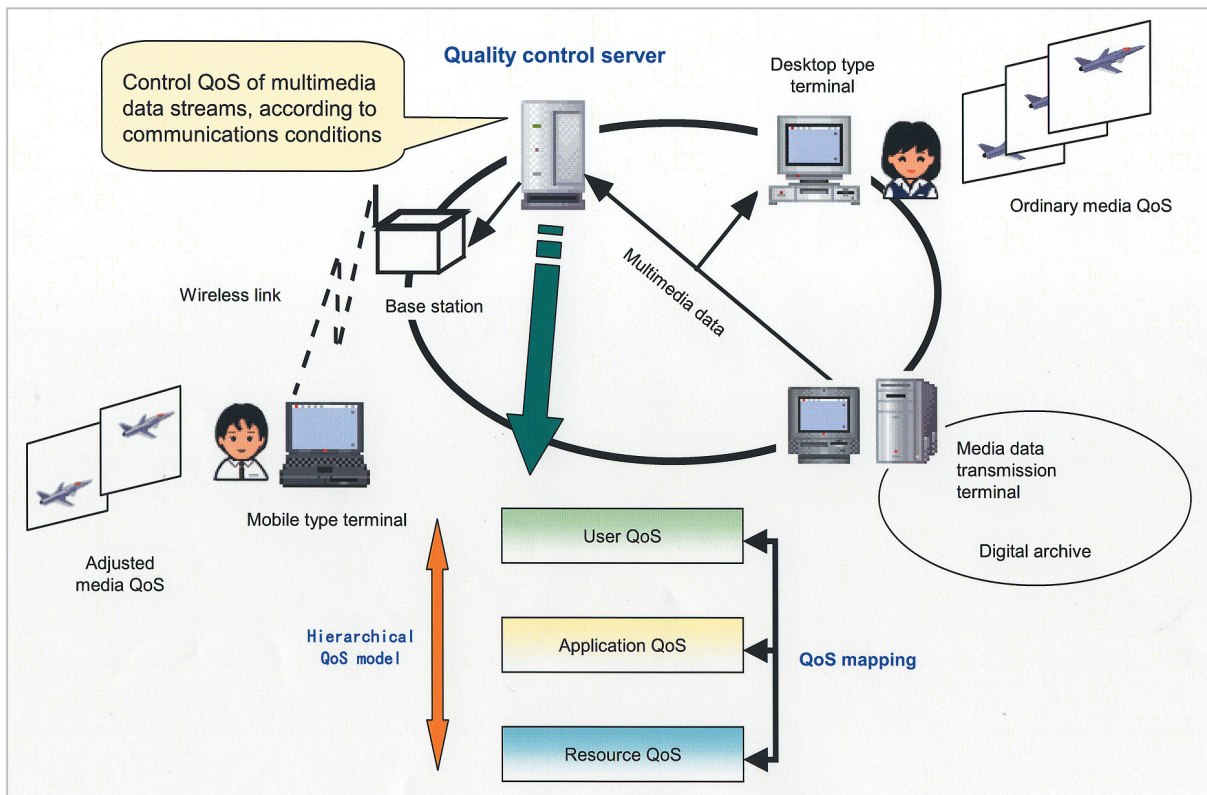 Quality control server
Control QoS of multimedia
data streams, according to
communications conditions
Desktop type
terminal
Ordinary media QoS
Multimedia data
Wireless link
Base station
Media data
transmission
terminal
Digital archive
Mobile type terminal
Adjusted
media QoS
User QoS
Hierarchical
QoS model
Application QoS
QoS mapping
Resource QoS